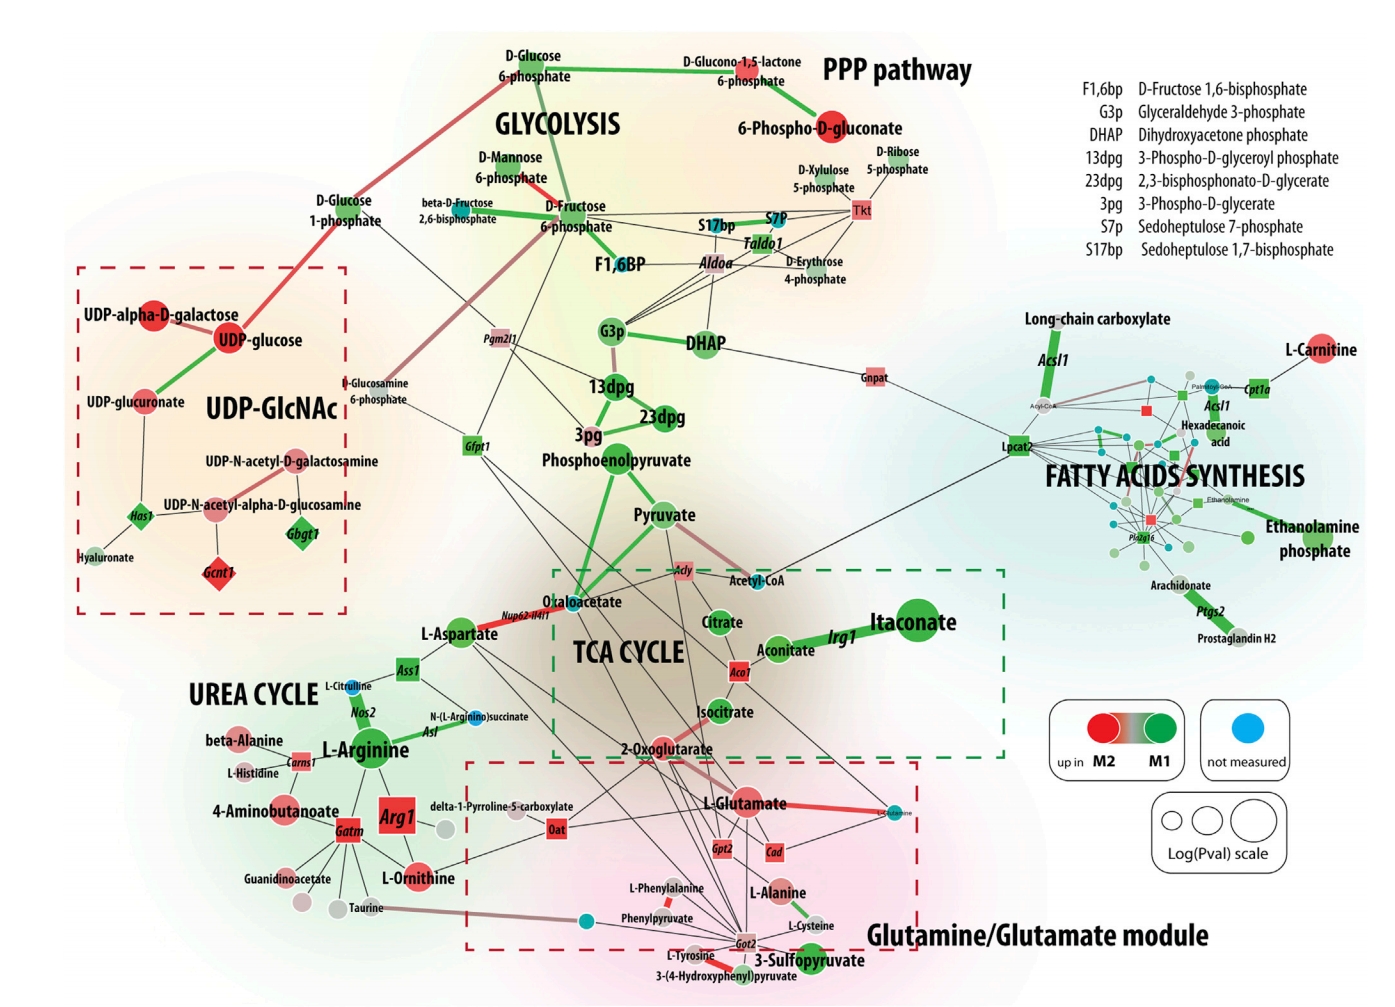 D-Glucose
6-phosphate
D-Glucono-1,5-lactone
6-phosphate
PPP pathway
F1,6bp D-Fructose 1,6-bisphosphate
G3p Glyceraldehyde 3-phosphate
DHAP Dihydroxyacetone phosphate
13dpg 3-Phospho-D-glyceroyl phosphate
23dpg 2,3-bisphosphonato-D-glycerate
3pg 3-Phospho-D-glycerate
S7p Sedoheptulose 7-phosphate
S17bp Sedoheptulose 1,7-bisphosphate
GLYCOLYSIS
6-Phospho-D-gluconate
D-Mannose
6-phosphate
D-Xylulose
5-phosphate
D-Ribose
5-phosphate
D-Glucose
1-phosphate
beta-D-Fructose
2,6-bisphosphate
D-Fructose
6-phosphate
S17bp
S7P
Tkt
Taldo1
F1,6BP
Aldoa
D-Erythrose
4-phosphate
UDP-alpha-D-galactose
UDP-glucose
Pgm2l1
G3p
DHAP
Long-chain carboxylate
Acsl1
L-Carnitine
UDP-glucuronate
UDP-GlcNAc
D-Glucosamine
6-phosphate
13dpg
Gnpat
Palmitoyl-CoA
Cpt1a
Acyl-CoA
Acsl1
23dpg
3pg
Hexadecanoic
acid
Gfpt1
Lpcat2
UDP-N-acetyl-D-galactosamine
Phosphoenolpyruvate
FATTY ACIDS SYNTHESIS
UDP-N-acetyl-alpha-D-glucosamine
Has1
Gbgt1
Pyruvate
Ethanolamine
Ethanolamine
phosphate
Pla2g16
Hyaluronate
Gcnt1
Acly
Acetyl-CoA
Arachidonate
Ptgs2
Prostaglandin H2
Oxaloacetate
Nup62-il4i1
L-Aspartate
Citrate
Itaconate
Irg1
Aconitate
TCA CYCLE
Ass1
Aco1
UREA CYCLE
L-Citrulline
Nos2
N-(L-Arginino)succinate
Asl
Isocitrate
beta-Alanine
L-Arginine
2-Oxoglutarate
Carns1
L-Histidine
up in M2 M1
not measured
4-Aminobutanoate
Arg1
delta-1-Pyrroline-5-carboxylate
L-Glutamate
L-Glutamine
Gatm
Oat
Gpt2
Cad
Log(Pval) scale
Guanidinoacetate
L-Ornithine
L-Phenylalanine
L-Alanine
Taurine
Phenylpyruvate
L-Cysteine
Glutamine/Glutamate module
Got2
L-Tyrosine
3-Sulfopyruvate
3-(4-Hydroxyphenyl)pyruvate